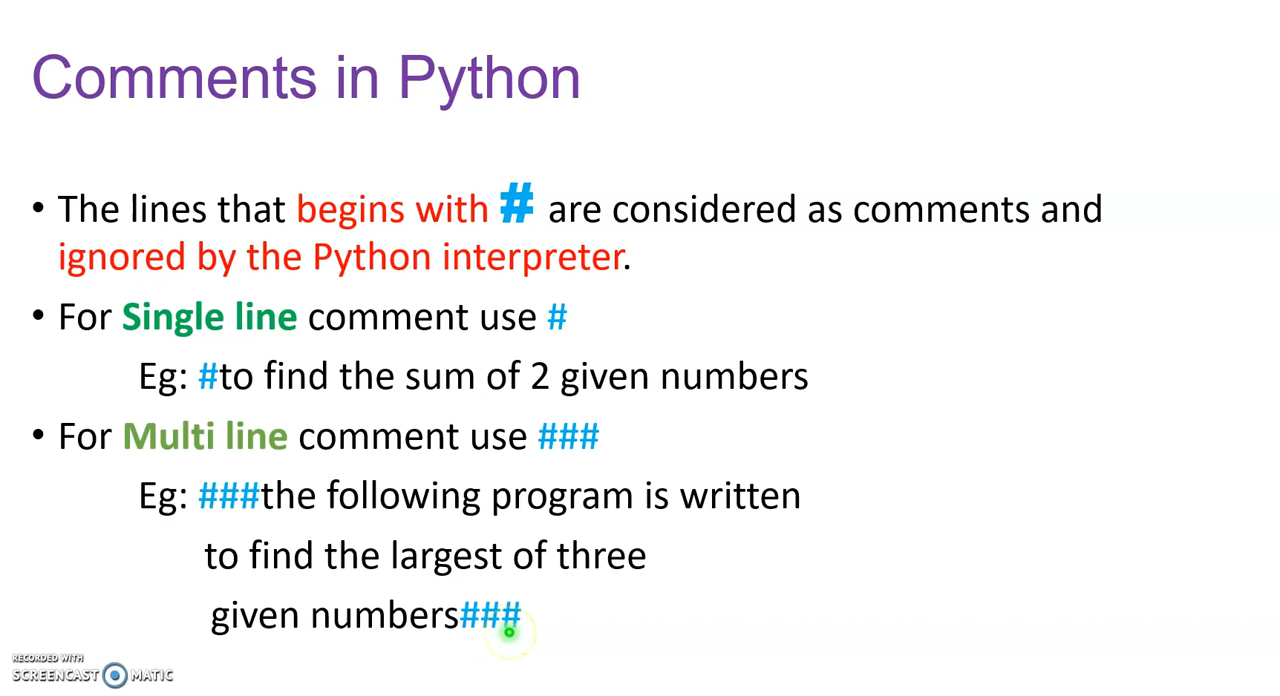 Comments in Python
• The lines that begins with # are considered as comments and
ignored by the Python interpreter.
• For Single line comment use #
Eg: #to find the sum of 2 given numbers
• For Multi line comment use ###
Eg: ###the following program is written
to find the largest of three
given numbers###
RECORDED WITH
SCREENCAST MATIC